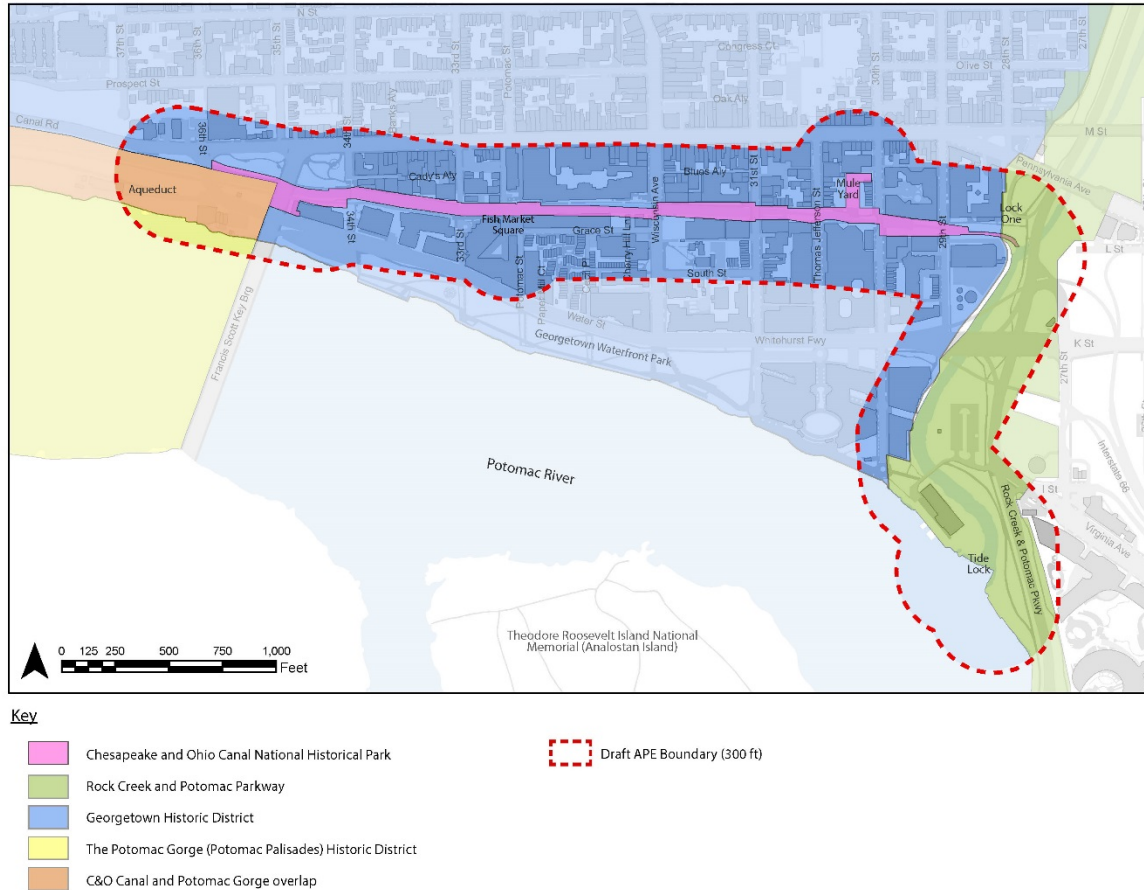 37th St
36th St
35th St
33rd St
Potomac St
Congress Ct
30th St
Olive St
28th St
27th St
Prospect St
Oak Aly
Canal Rd
36th St
34th St
M St
Pennsylvania Ave
Cady's Aly
Blues Aly
31st St
Aqueduct
Mule
Yard
Lock
One
34th St
33rd St
Fish Market
Square
Grace St
Cherry Hill Ln
Wisconsin Ave
Thomas Jefferson St
29th St
L St
South St
Potomac St
Water St
Georgetown Waterfront Park
Whitehurst Fwy
K St
27th St
Francis Scott Key Brg
Potomac River
Interstate 66
I St
Virginia Ave
Rock Creek & Potomac Pkwy
Tide
Lock
Theodore Roosevelt Island National
Memorial (Analostan Island)
0 125 250 500 750 1,000
Feet
Key
Chesapeake and Ohio Canal National Historical Park
Draft APE Boundary (300 ft)
Rock Creek and Potomac Parkway
Georgetown Historic District
The Potomac Gorge (Potomac Palisades) Historic District
C&O Canal and Potomac Gorge overlap